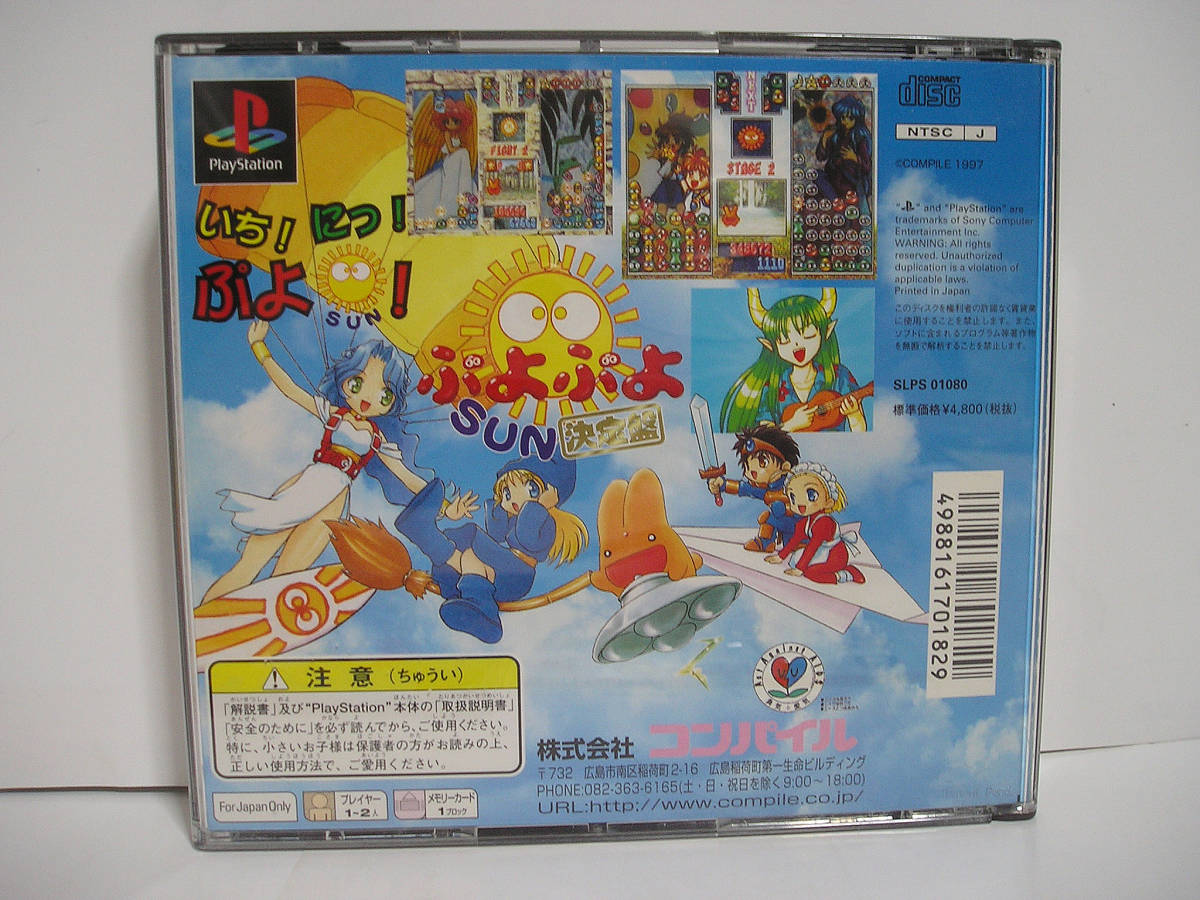 PlayStation
いち! にっ!
ぷよ!
SUN
NEXT
FIGHT 2
NEXT
STAGE 2
348672
1110
ぷよぷよ
SUN 決定盤
COMPACT
disc
NTSC J
©COMPILE 1997
"PS" and "PlayStation" are
trademarks of Sony Computer
Entertainment Inc.
WARNING: All rights
reserved. Unauthorized
duplication is a violation of
applicable laws.
Printed in Japan
このディスクを権利者の許諾なく賃貸業
に使用することを禁止します。また、
ソフトに含まれるプログラム等著作物
を無断で解析することを禁止します。
SLPS 01080
標準価格¥4,800(税抜)
4988161701829
注意(ちゅうい)
「解説書」及び"PlayStation"本体の「取扱説明書」
「安全のために」を必ず読んでから、ご使用ください。
特に、小さいお子様は保護者の方がお読みの上、
正しい使用方法で、ご愛用ください。
Act Against AIDS
For Japan Only
プレイヤー
1~2人
メモリーカード
1ブロック
株式会社 コンパイル
〒732 広島市南区稲荷町2-16 広島稲荷町第一生命ビルディング
PHONE:082-363-6165(土・日・祝日を除く9:00~18:00)
URL:http://www.compile.co.jp/